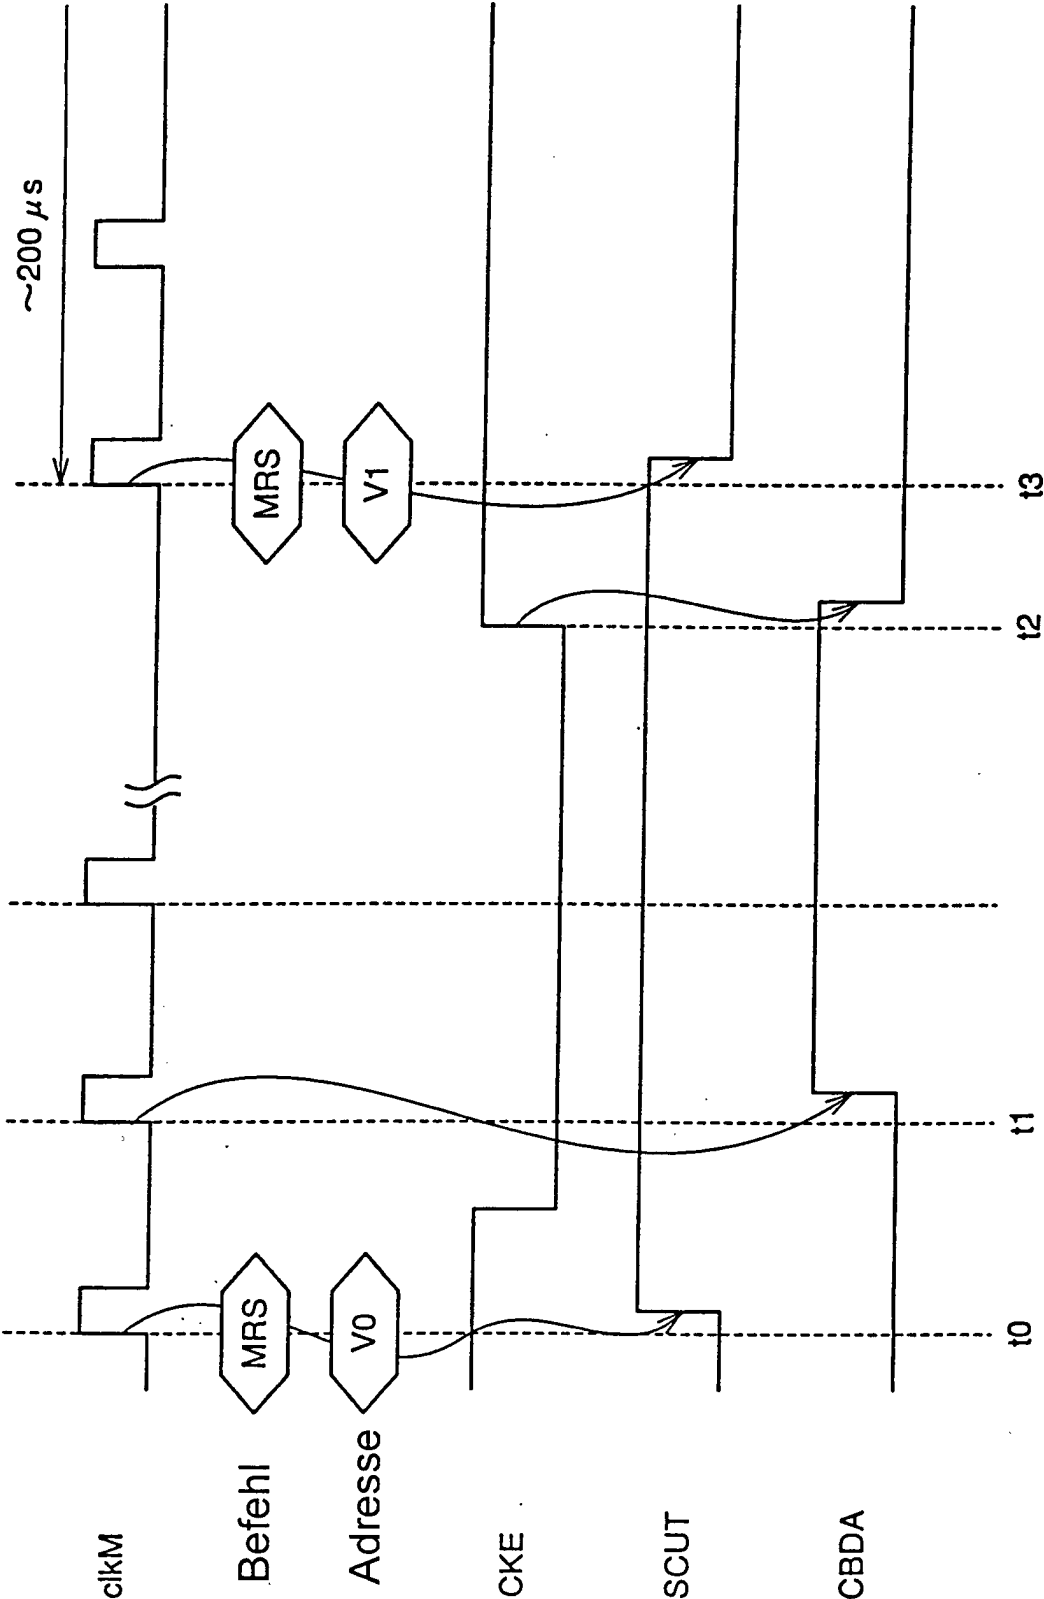 ~200 μs
clkM
Befehl
MRS
MRS
Adresse
V0
V1
CKE
SCUT
CBDA
t0
t1
t2
t3